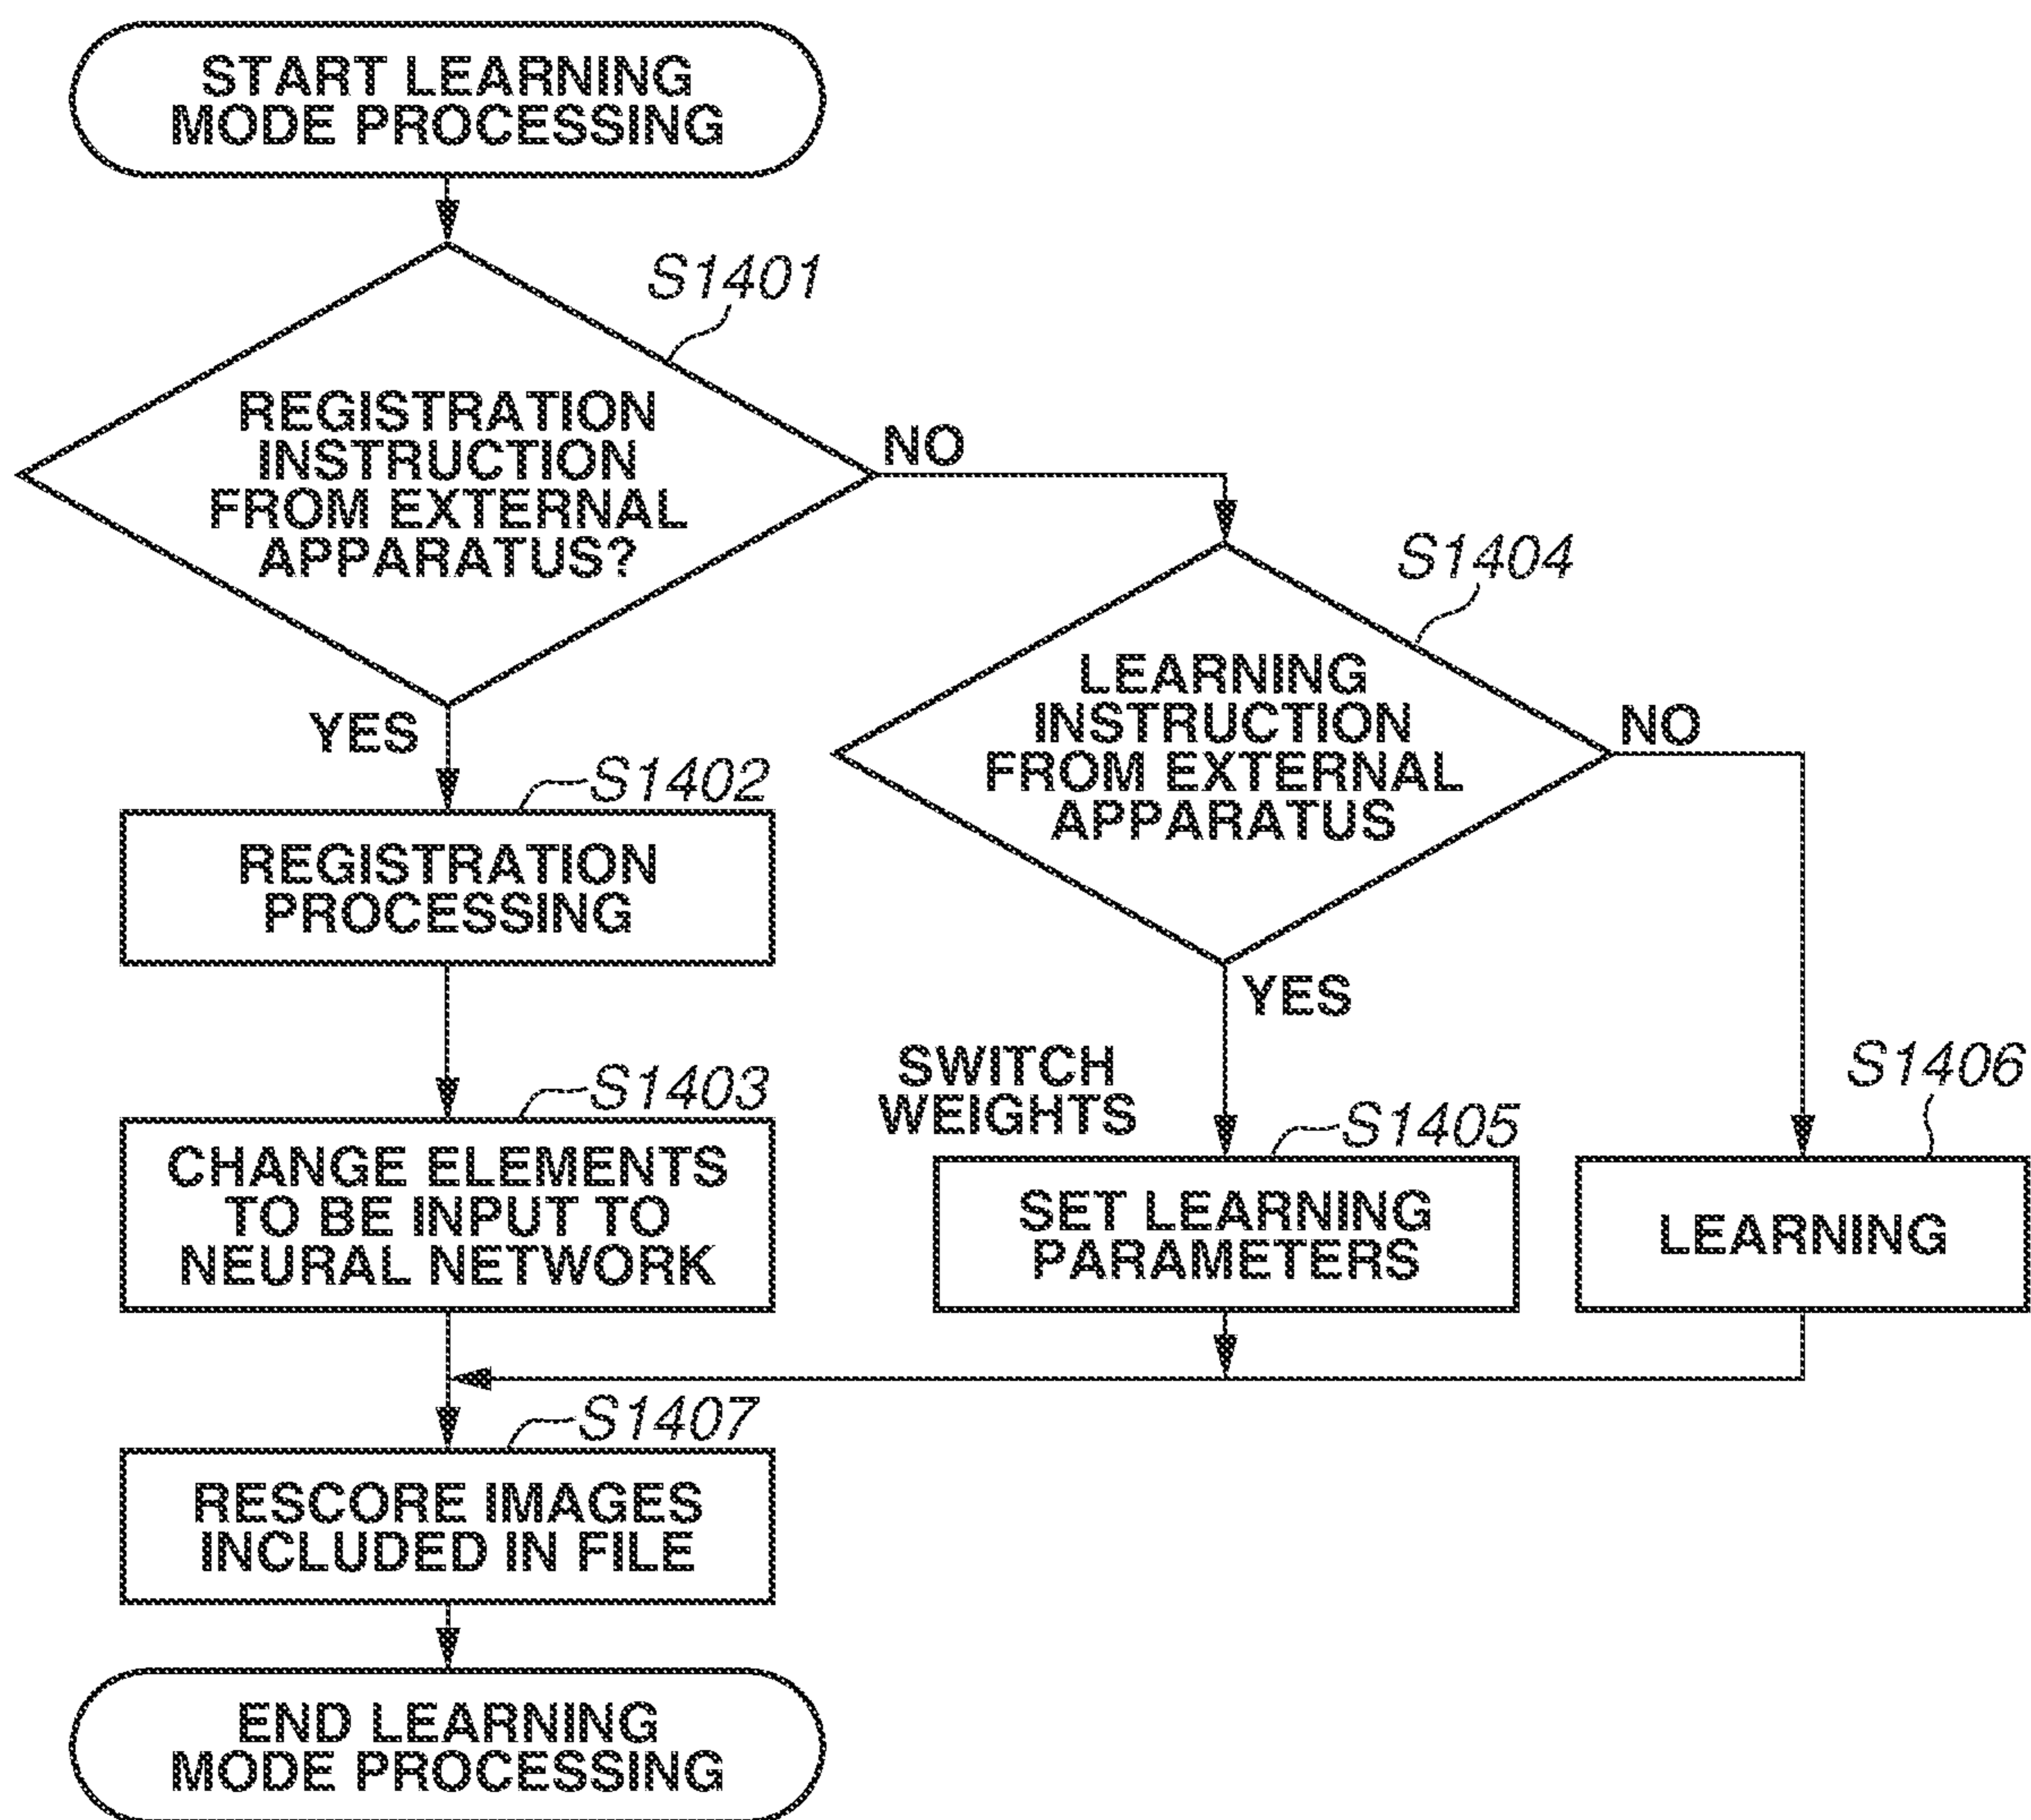 START LEARNING
MODE PROCESSING
S1401
REGISTRATION
INSTRUCTION
FROM EXTERNAL
APPARATUS?
NO
YES
S1404
LEARNING
INSTRUCTION
FROM EXTERNAL
APPARATUS
NO
YES
S1402
REGISTRATION
PROCESSING
S1403
CHANGE ELEMENTS
TO BE INPUT TO
NEURAL NETWORK
SWITCH
WEIGHTS
S1405
SET LEARNING
PARAMETERS
S1406
LEARNING
S1407
RESCORE IMAGES
INCLUDED IN FILE
END LEARNING
MODE PROCESSING